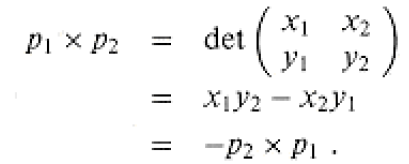 p₁ × p₂ = det ( x₁ x₂
y₁ y₂ )
= x₁y₂ − x₂y₁
= −p₂ × p₁ .